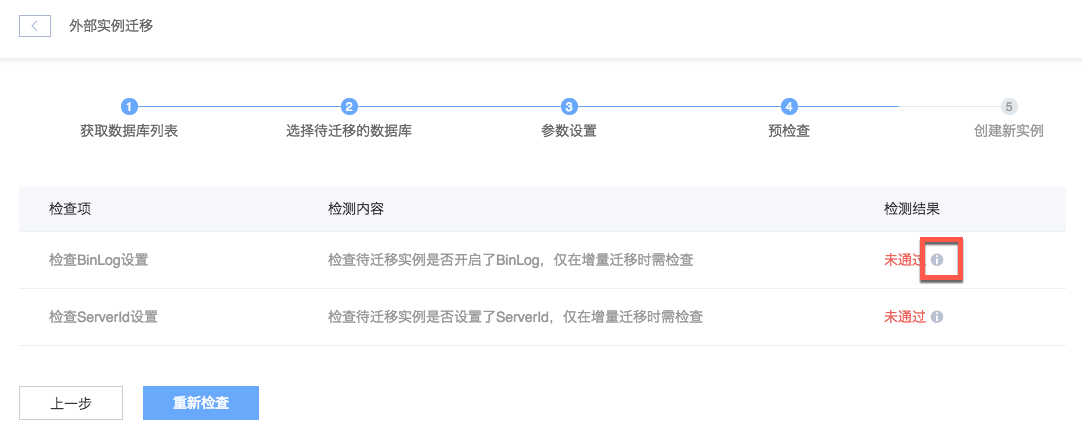 外部实例迁移
1 2 3 4 5
获取数据库列表 选择待迁移的数据库 参数设置 预检查 创建新实例
检查项 检测内容 检测结果
检查BinLog设置 检查待迁移实例是否开启了BinLog，仅在增量迁移时需检查 未通过
检查ServerId设置 检查待迁移实例是否设置了ServerId，仅在增量迁移时需检查 未通过
上一步 重新检查